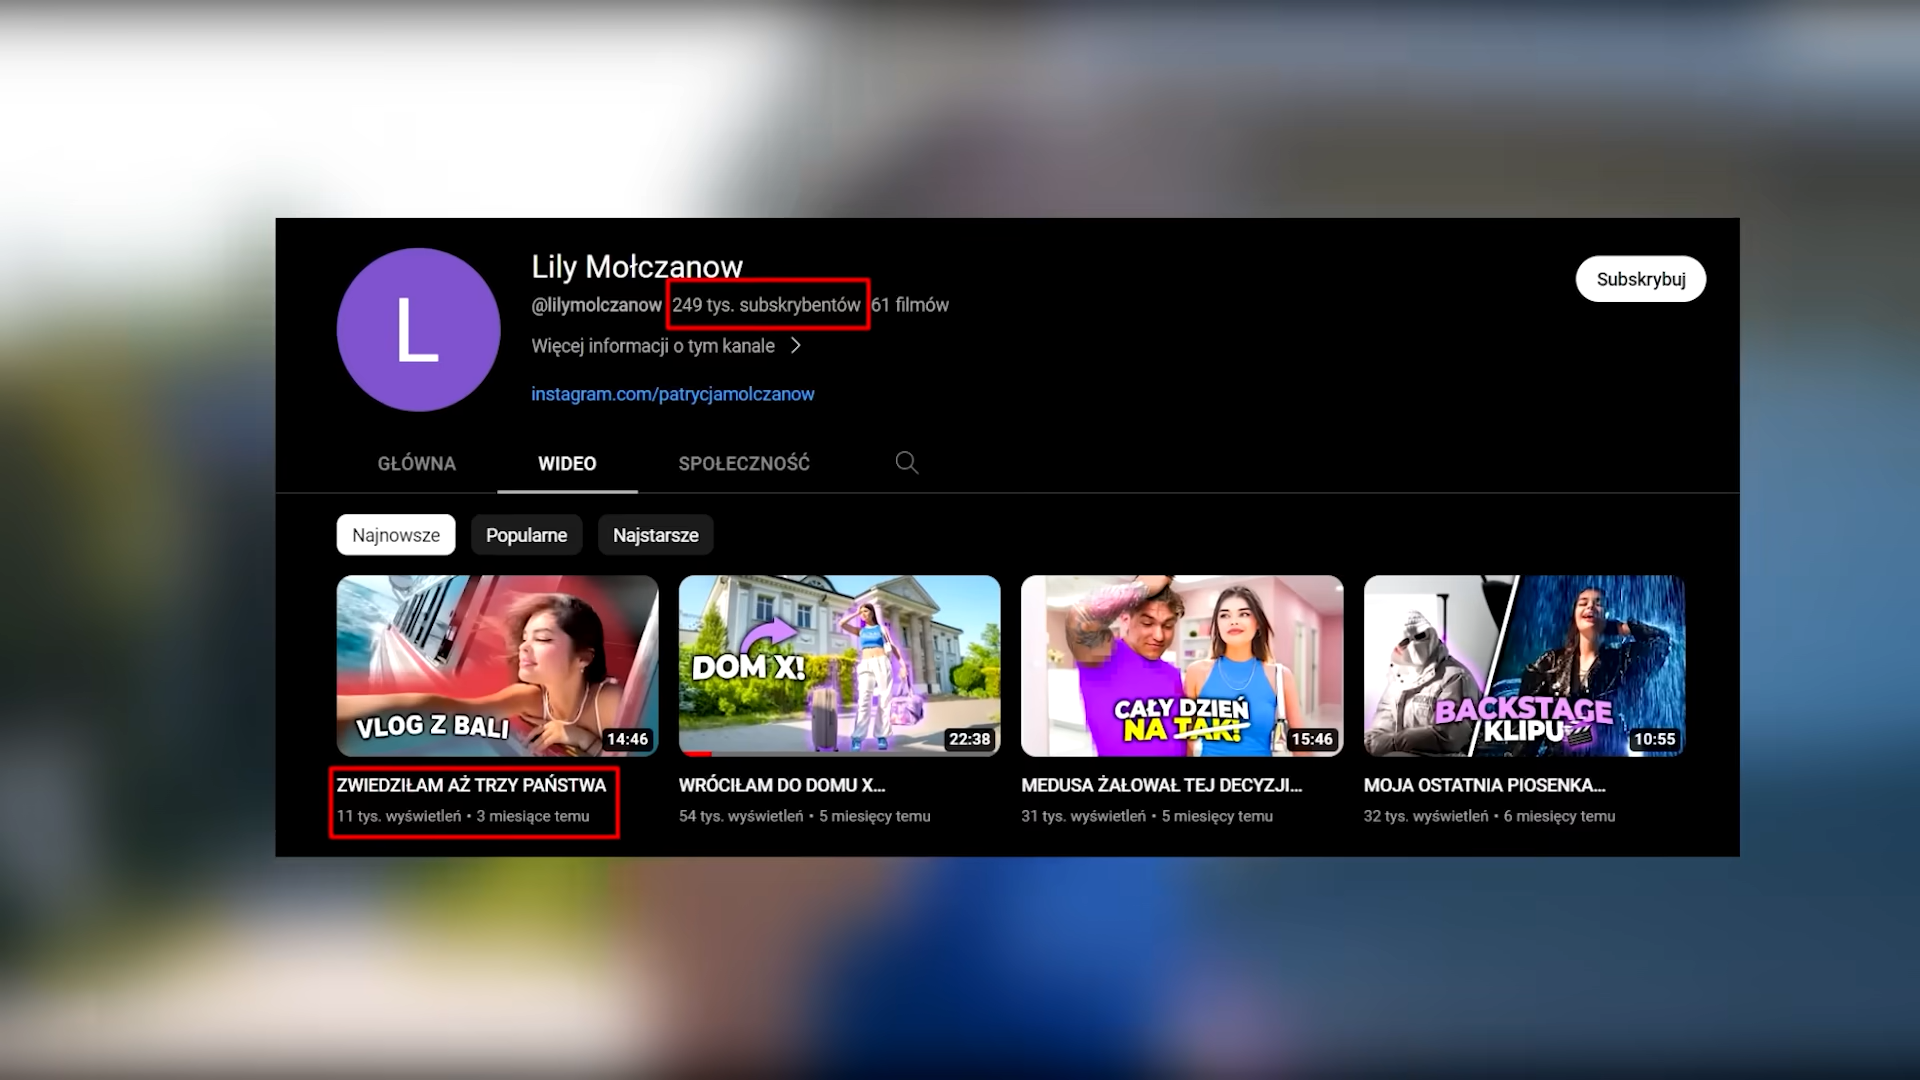 Lily Mołczanow
@lilymolczanow 249 tys. subskrybentów 61 filmów
Subskrybuj
Więcej informacji o tym kanale
instagram.com/patrycjamolczanow
L
GŁÓWNA WIDEO SPOŁECZNOŚĆ
Najnowsze Popularne Najstarsze
VLOG Z BALI
14:46
DOM X!
22:38
CAŁY DZIEŃ
NA TAK!
15:46
BACKSTAGE
KLIPU
10:55
ZWIEDZIŁAM AŻ TRZY PAŃSTWA
11 tys. wyświetleń • 3 miesiące temu
WRÓCIŁAM DO DOMU X...
54 tys. wyświetleń • 5 miesięcy temu
MEDUSA ŻAŁOWAŁ TEJ DECYZJI...
31 tys. wyświetleń • 5 miesięcy temu
MOJA OSTATNIA PIOSENKA...
32 tys. wyświetleń • 6 miesięcy temu